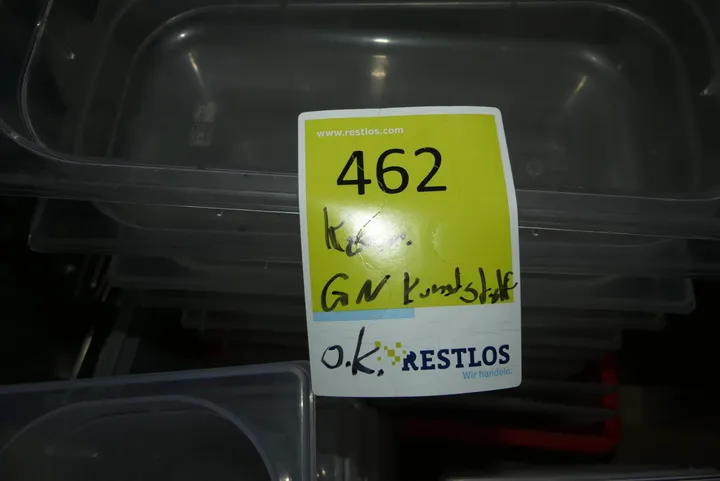 www.restlos.com
462
GN Kunststoff
O.K. RESTLOS
Wir handeln.